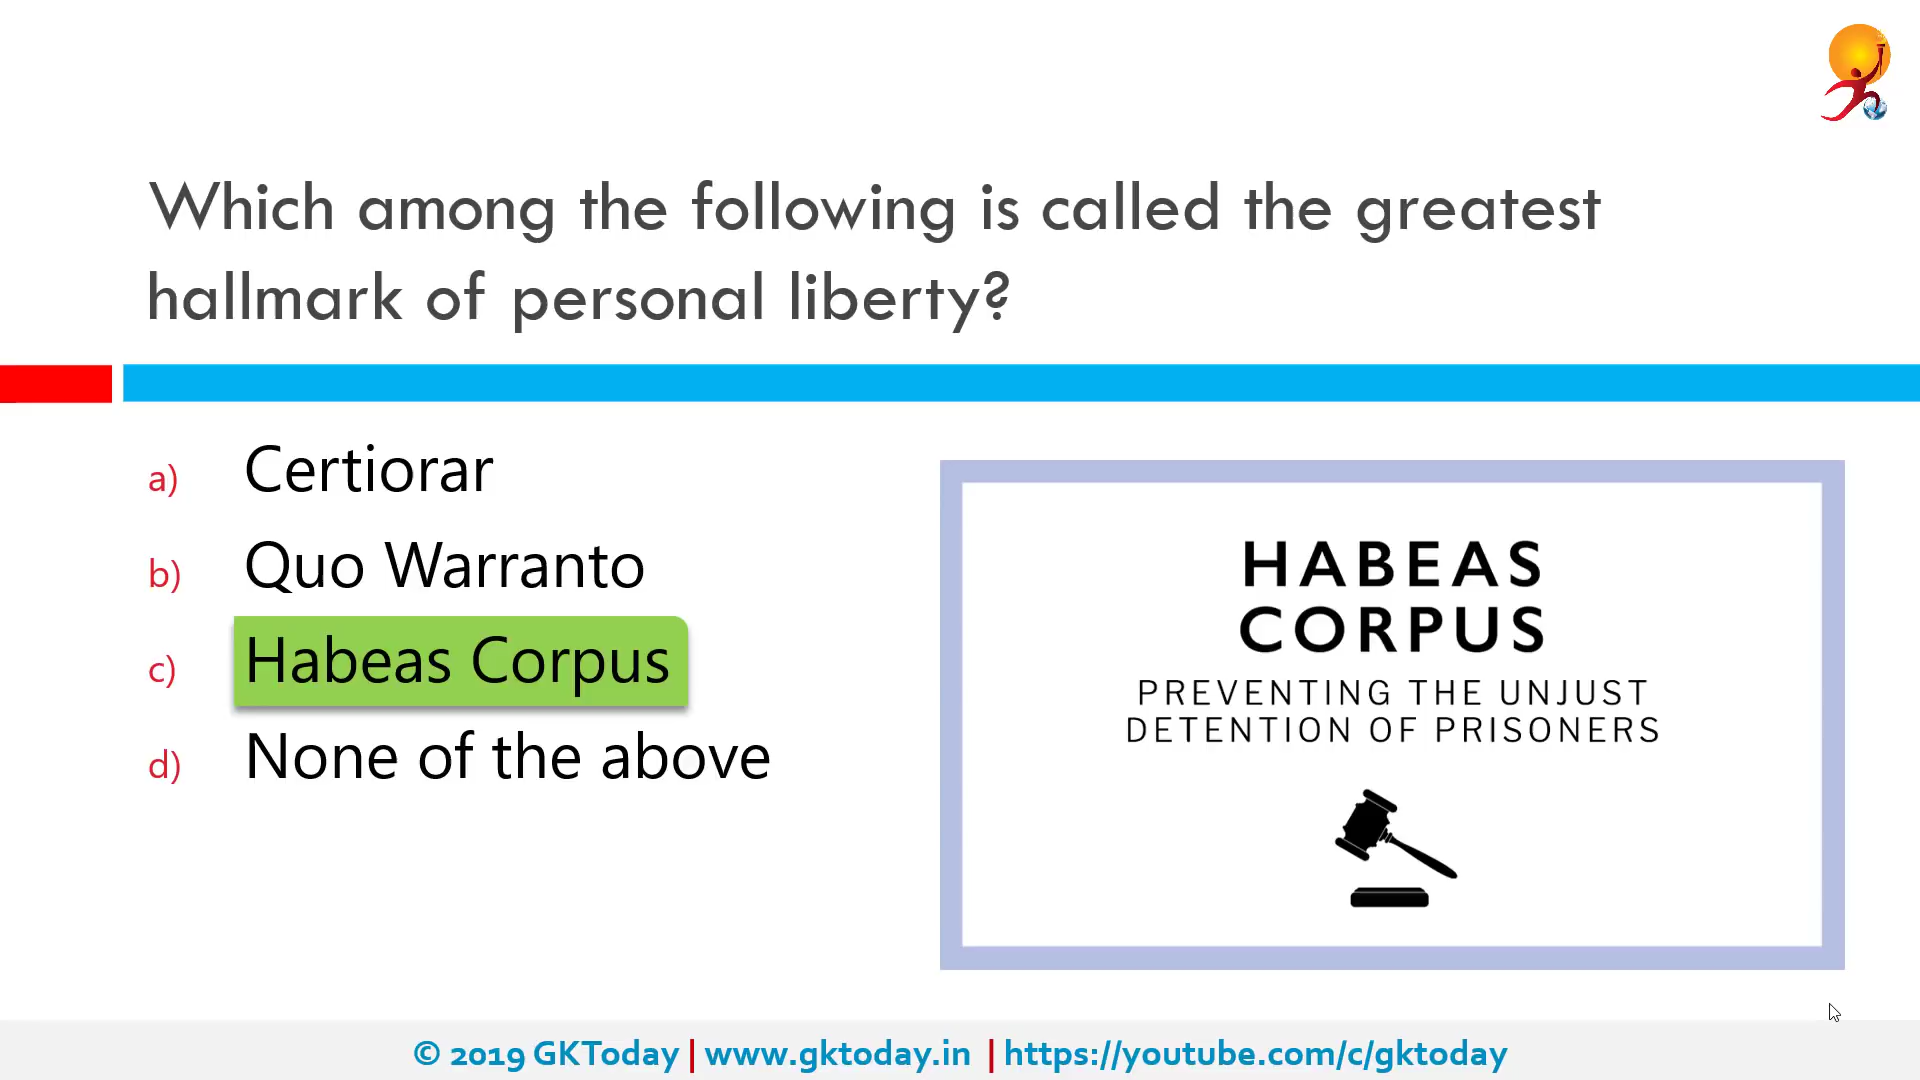 Which among the following is called the greatest
hallmark of personal liberty?
a) Certiorar
b) Quo Warranto
c) Habeas Corpus
d) None of the above
HABEAS
CORPUS
PREVENTING THE UNJUST
DETENTION OF PRISONERS
© 2019 GKToday | www.gktoday.in | https://youtube.com/c/gktoday